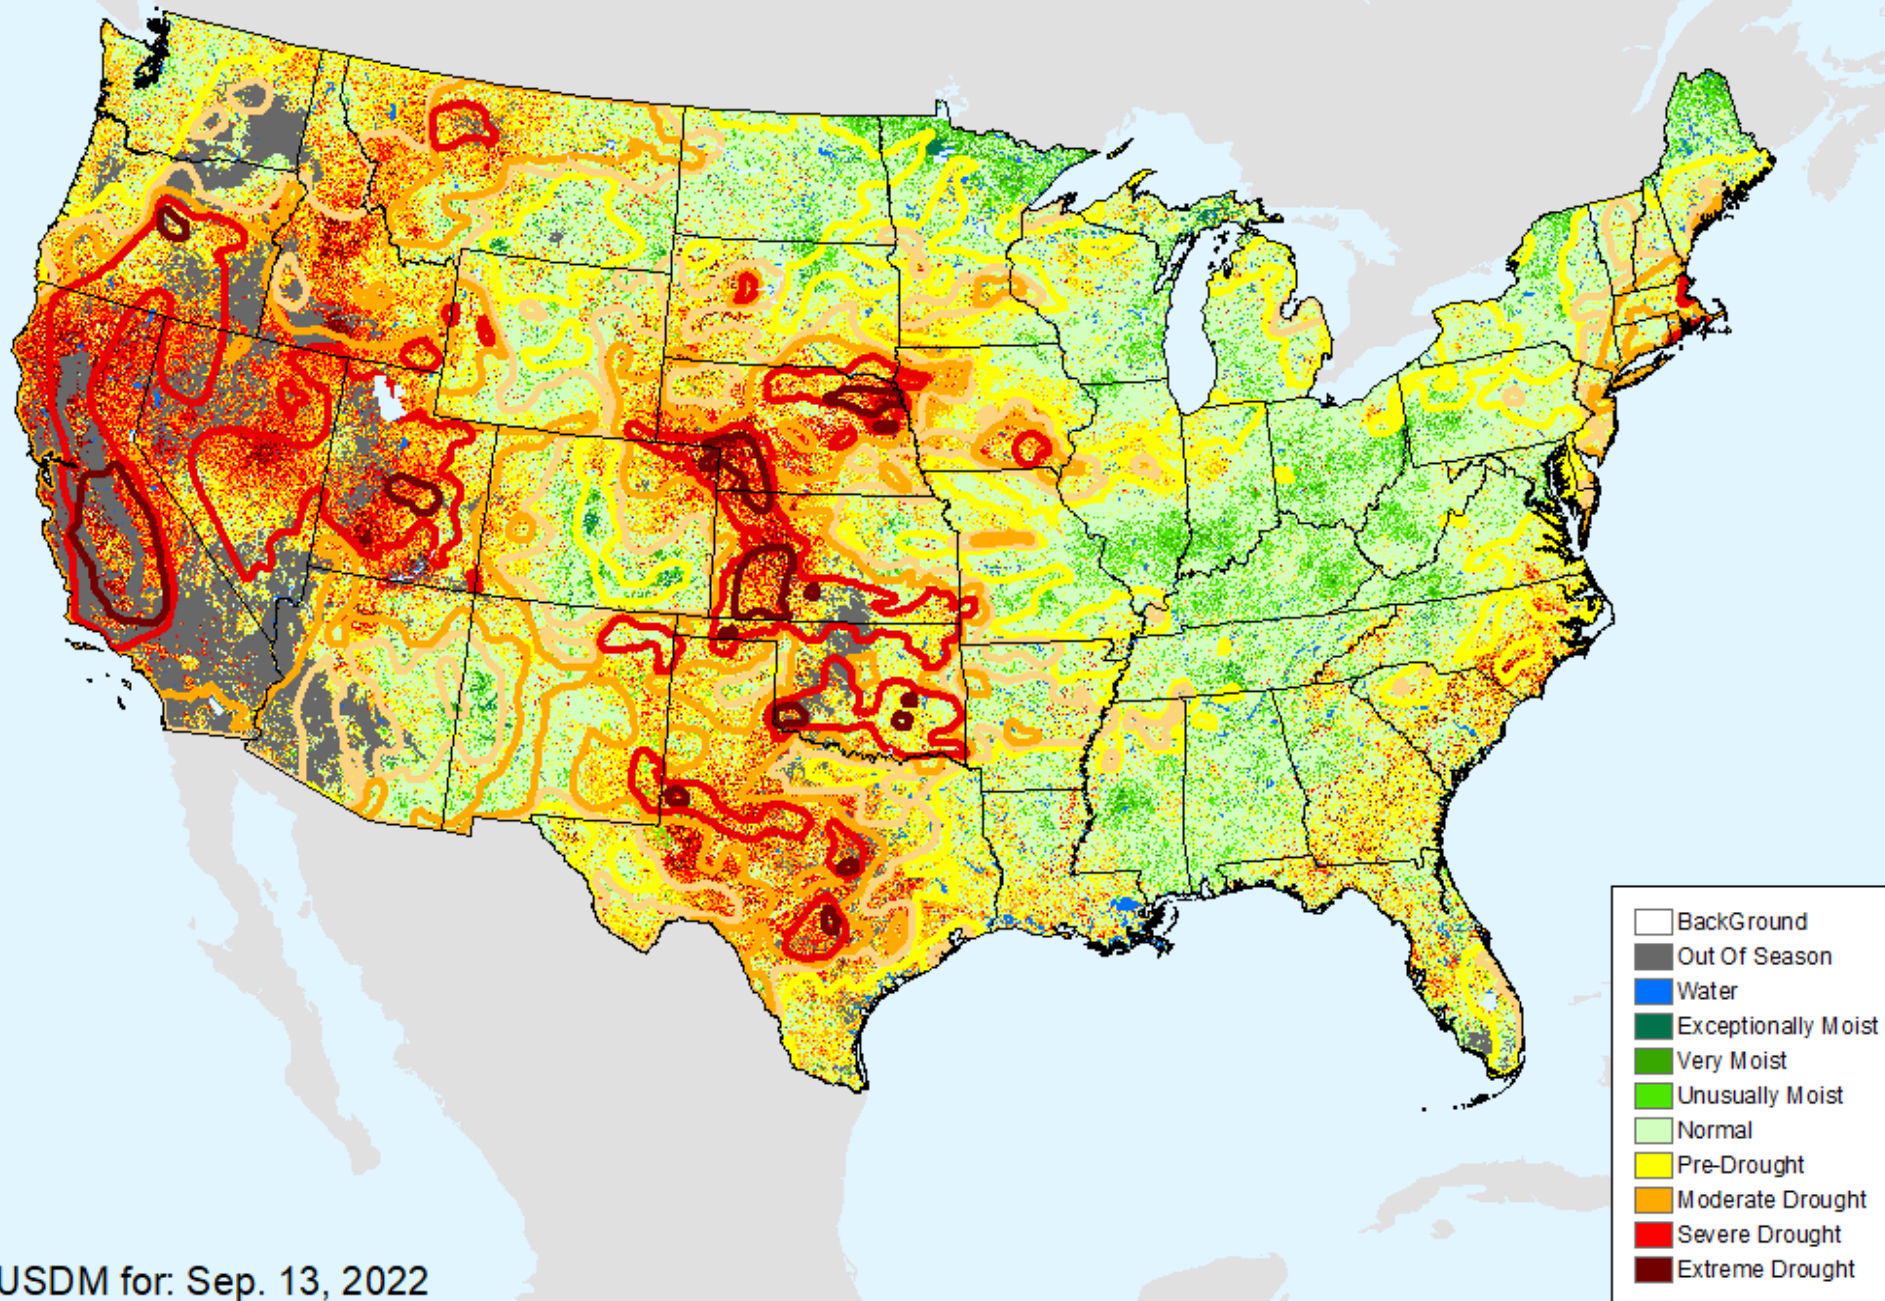 BackGround
Out Of Season
Water
Exceptionally Moist
Very Moist
Unusually Moist
Normal
Pre-Drought
Moderate Drought
Severe Drought
Extreme Drought
USDM for: Sep. 13, 2022